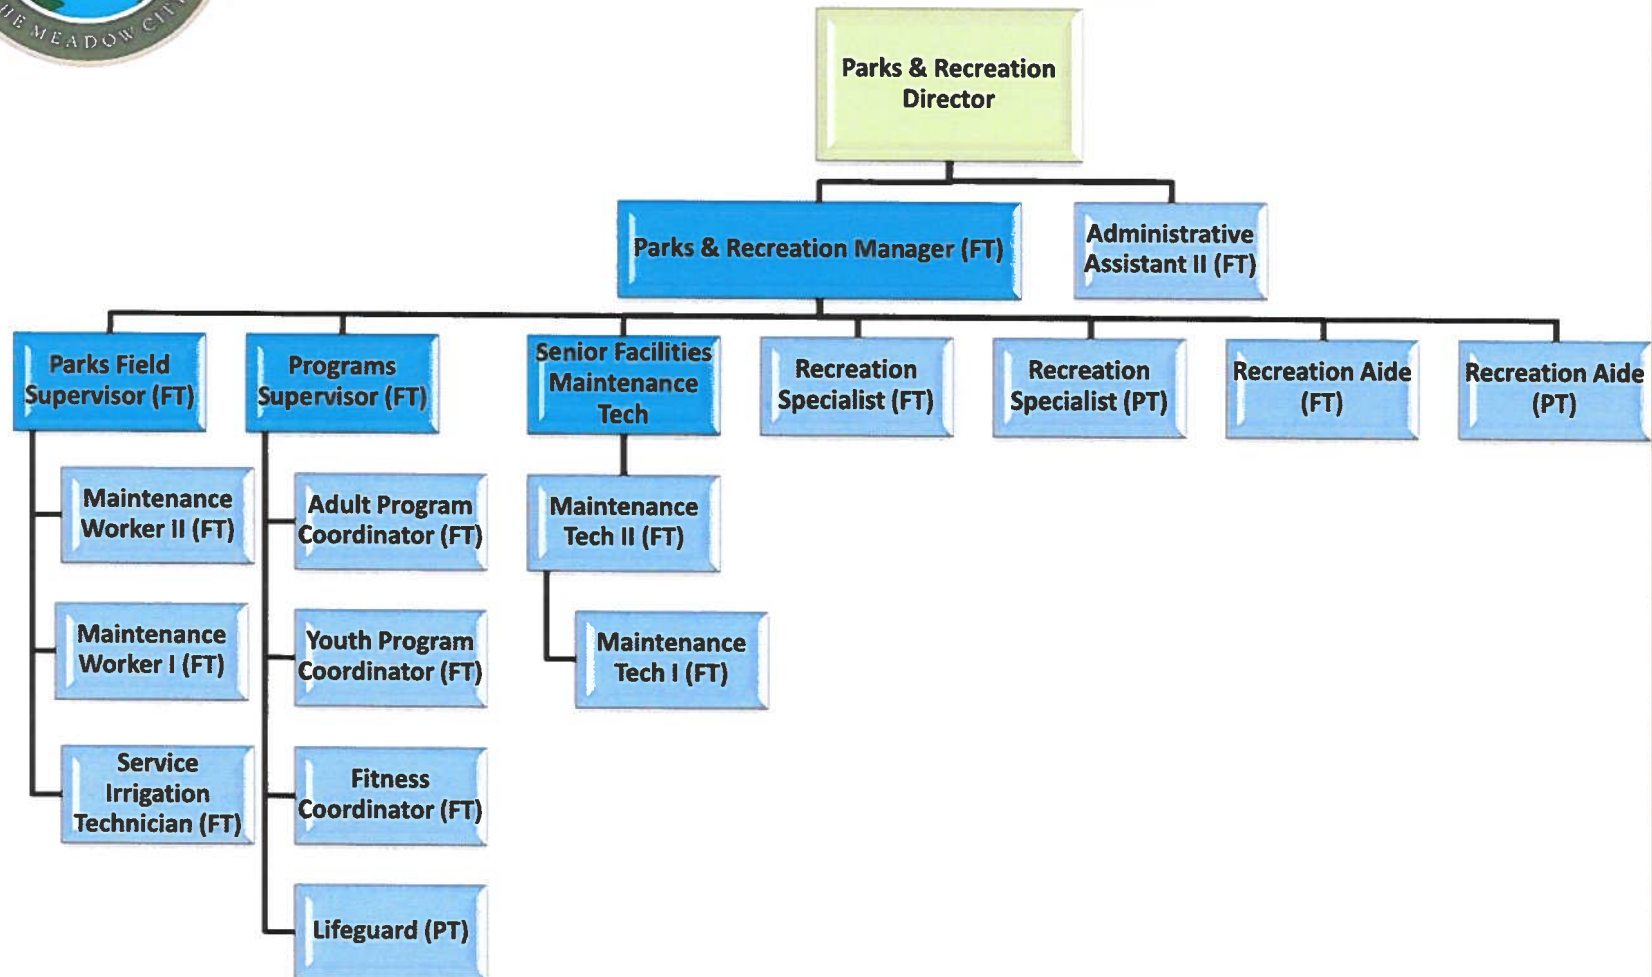 THE MEADOW CITY
Parks & Recreation
Director
Parks & Recreation Manager (FT)
Administrative
Assistant II (FT)
Parks Field
Supervisor (FT)
Programs
Supervisor (FT)
Senior Facilities
Maintenance
Tech
Recreation
Specialist (FT)
Recreation
Specialist (PT)
Recreation Aide
(FT)
Recreation Aide
(PT)
Maintenance
Worker II (FT)
Maintenance
Worker I (FT)
Service
Irrigation
Technician (FT)
Adult Program
Coordinator (FT)
Youth Program
Coordinator (FT)
Fitness
Coordinator (FT)
Lifeguard (PT)
Maintenance
Tech II (FT)
Maintenance
Tech I (FT)